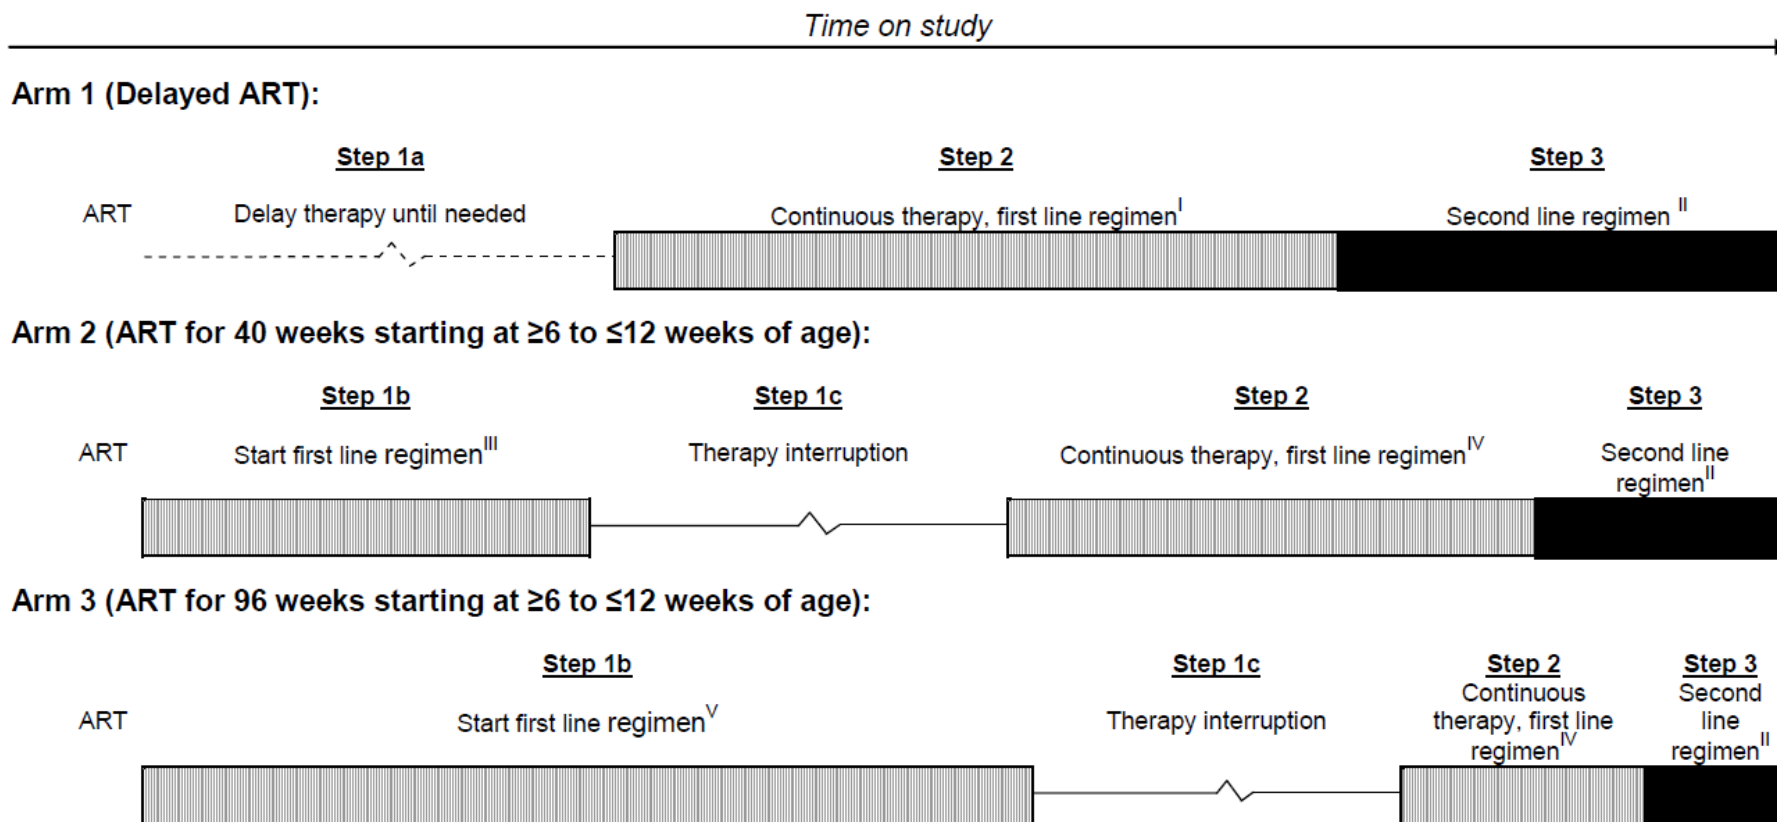 Time on study
Arm 1 (Delayed ART):
Step 1a Step 2 Step 3
ART Delay therapy until needed Continuous therapy, first line regimen^I Second line regimen ^II
Arm 2 (ART for 40 weeks starting at ≥6 to ≤12 weeks of age):
Step 1b Step 1c Step 2 Step 3
ART Start first line regimen^III Therapy interruption Continuous therapy, first line regimen^IV Second line
regimen^II
Arm 3 (ART for 96 weeks starting at ≥6 to ≤12 weeks of age):
Step 1b Step 1c Step 2 Step 3
Continuous Second
ART Start first line regimen^V Therapy interruption therapy, first line line
regimen^IV regimen^II